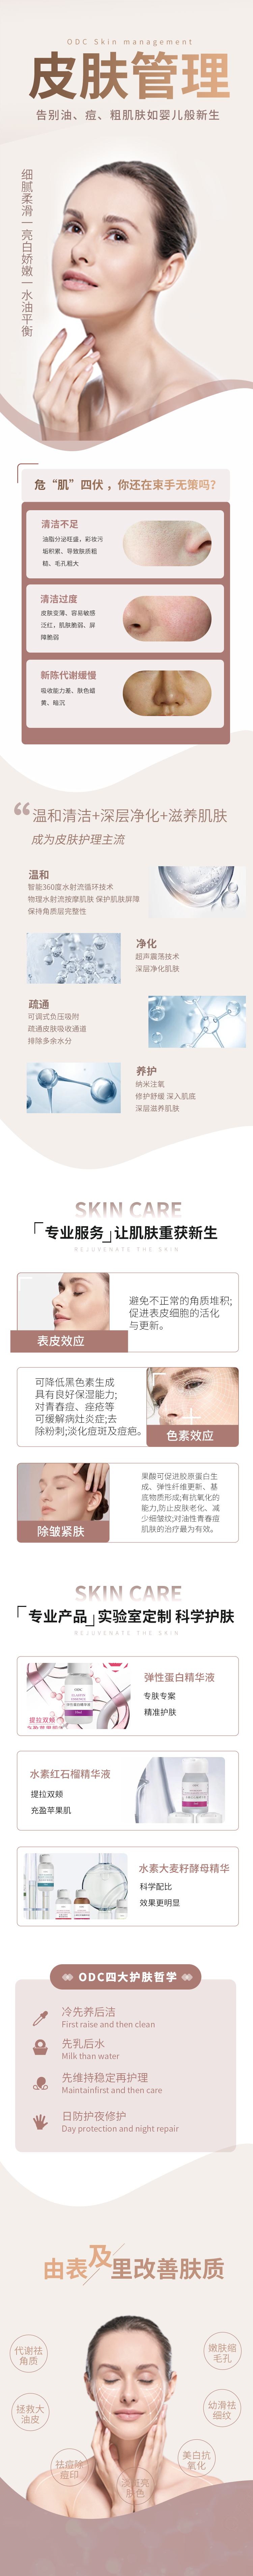 ODC Skin management
皮肤管理
告别油、痘、粗肌肤如婴儿般新生
细腻柔滑 | 亮白娇嫩 | 水油平衡
危“肌”四伏，你还在束手无策吗?
清洁不足
油脂分泌旺盛，彩妆污
垢积累、导致肤质粗
糙、毛孔粗大
清洁过度
皮肤变薄、容易敏感
泛红，肌肤脆弱、屏
障脆弱
新陈代谢缓慢
吸收能力差、肤色蜡
黄、暗沉
“温和清洁+深层净化+滋养肌肤
成为皮肤护理主流
温和
智能360度水射流循环技术
物理水射流按摩肌肤 保护肌肤屏障
保持角质层完整性
净化
超声震荡技术
深层净化肌肤
疏通
可调式负压吸附
疏通皮肤吸收通道
排除多余水分
养护
纳米注氧
修护舒缓 深入肌底
深层滋养肌肤
SKIN CARE
「专业服务」让肌肤重获新生
REJUVENATE THE SKIN
避免不正常的角质堆积;
促进表皮细胞的活化
与更新。
表皮效应
可降低黑色素生成
具有良好保湿能力;
对青春痘、痤疮等
可缓解病灶炎症;去
除粉刺;淡化痘斑及痘疤。
色素效应
果酸可促进胶原蛋白生
成、弹性纤维更新、基
底物质形成;有抗氧化的
能力,防止皮肤老化、减
少细皱纹;对油性青春痘
肌肤的治疗最为有效。
除皱紧肤
SKIN CARE
「专业产品」实验室定制 科学护肤
REJUVENATE THE SKIN
弹性蛋白精华液
专肤专案
精准护肤
提拉双颊
水素红石榴精华液
提拉双颊
充盈苹果肌
水素大麦籽酵母精华
科学配比
效果更明显
ODC四大护肤哲学
冷先养后洁
First raise and then clean
先乳后水
Milk than water
先维持稳定再护理
Maintainfirst and then care
日防护夜修护
Day protection and night repair
由表及里改善肤质
代谢祛
角质
嫩肤缩
毛孔
拯救大
油皮
幼滑祛
细纹
祛痘除
痘印
美白抗
氧化